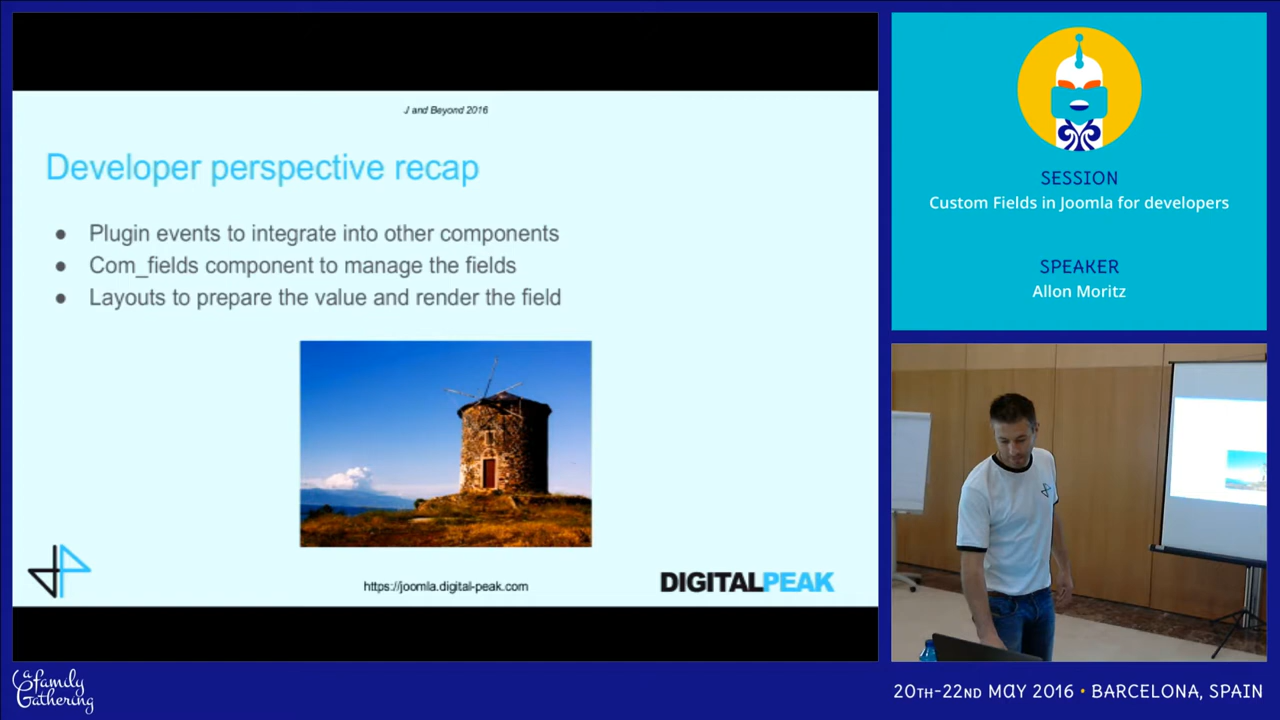 J and Beyond 2016
Developer perspective recap
● Plugin events to integrate into other components
● Com_fields component to manage the fields
● Layouts to prepare the value and render the field
https://joomla.digital-peak.com
DIGITALPEAK
SESSION
Custom Fields in Joomla for developers
SPEAKER
Allon Moritz
a family
Gathering
20TH-22ND MAY 2016 • BARCELONA, SPAIN